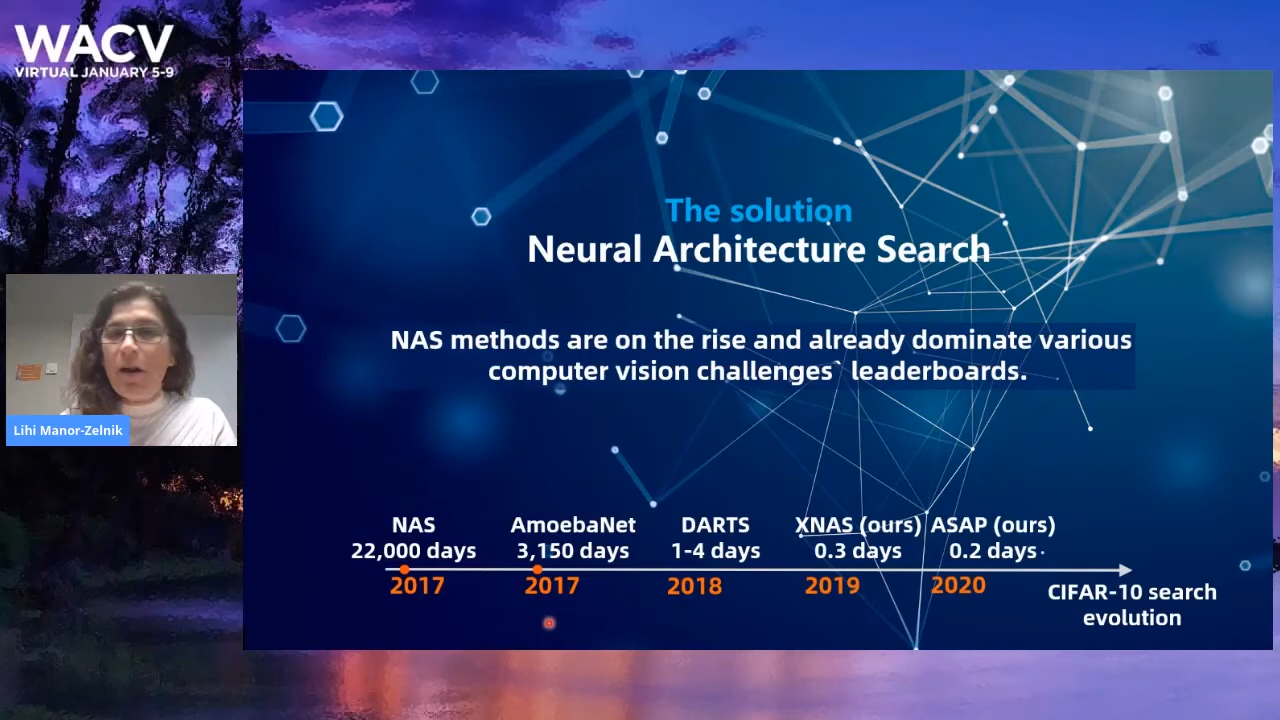 WACV
VIRTUAL JANUARY 5-9
The solution
Neural Architecture Search
NAS methods are on the rise and already dominate various
computer vision challenges` leaderboards.
Lihi Manor-Zelnik
NAS AmoebaNet DARTS XNAS (ours) ASAP (ours)
22,000 days 3,150 days 1-4 days 0.3 days 0.2 days
2017 2017 2018 2019 2020
CIFAR-10 search
evolution